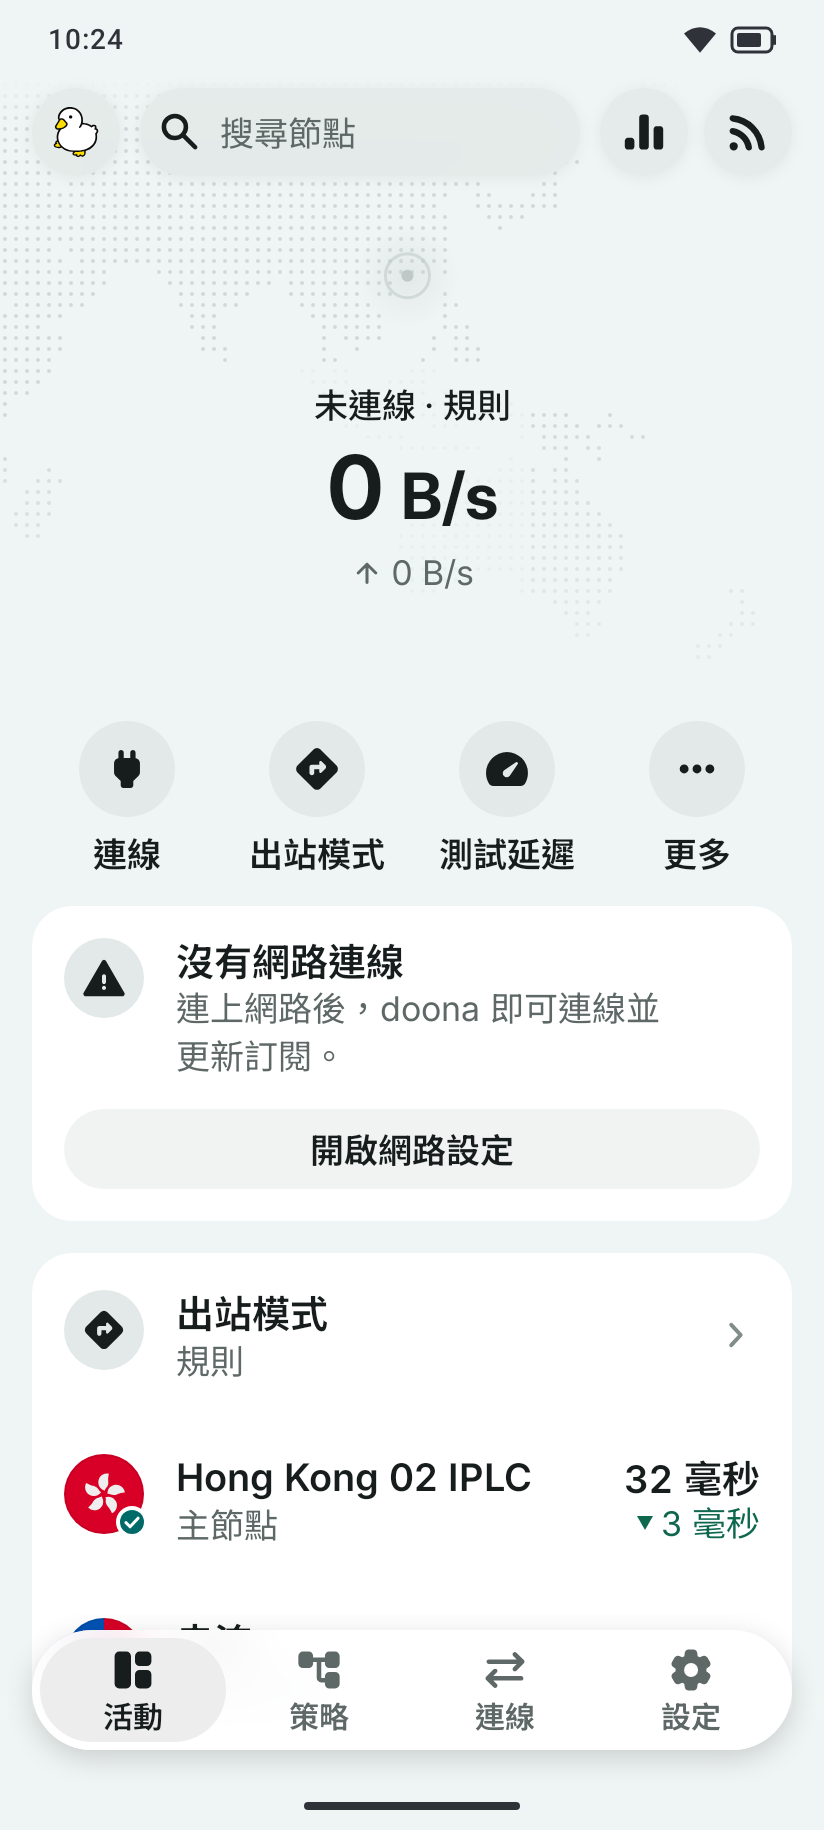 10:24
搜尋節點
未連線 · 規則
0 B/s
↑ 0 B/s
連線
出站模式
測試延遲
更多
沒有網路連線
連上網路後，doona 即可連線並
更新訂閱。
開啟網路設定
出站模式
規則
Hong Kong 02 IPLC
32 毫秒
主節點
▼ 3 毫秒
活動
策略
連線
設定